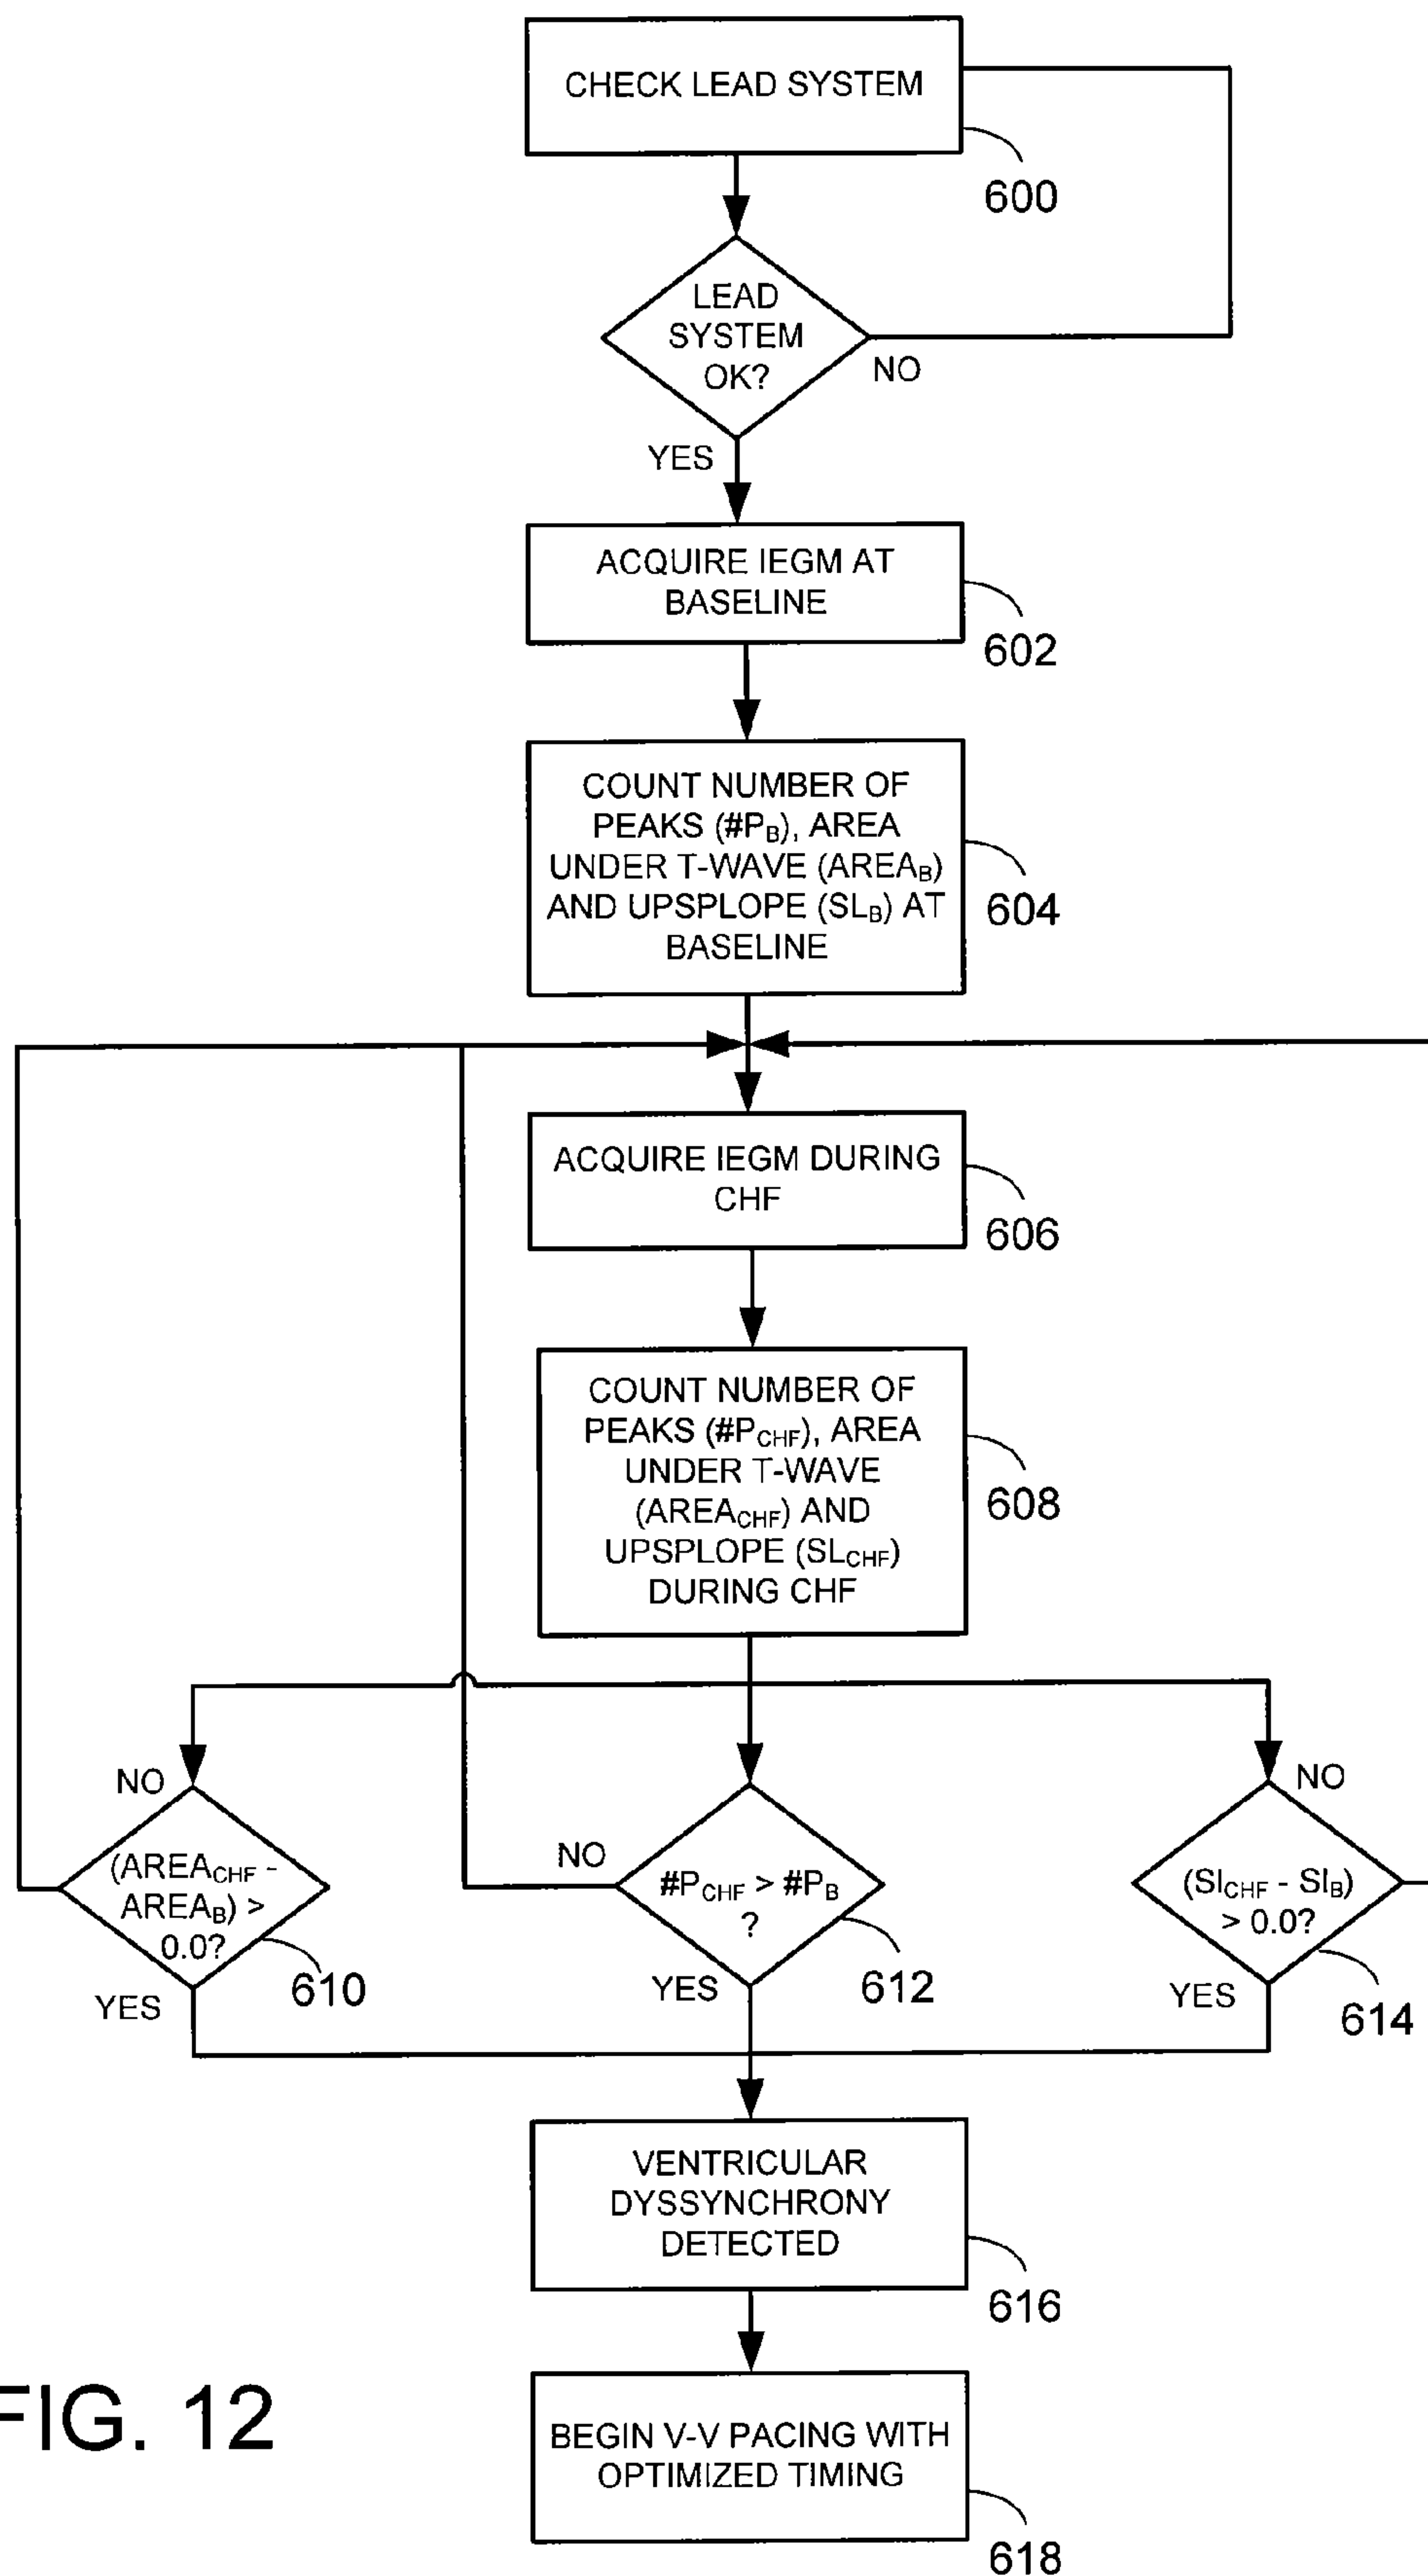 CHECK LEAD SYSTEM
600
LEAD
SYSTEM
OK?
NO
YES
ACQUIRE IEGM AT
BASELINE
602
COUNT NUMBER OF
PEAKS (#PB), AREA
UNDER T-WAVE (AREAB)
AND UPSPLOPE (SLB) AT
BASELINE
604
ACQUIRE IEGM DURING
CHF
606
COUNT NUMBER OF
PEAKS (#PCHF), AREA
UNDER T-WAVE
(AREACHF) AND
UPSPLOPE (SLCHF)
DURING CHF
608
NO
(AREACHF -
AREAB) >
0.0?
610
YES
NO
#PCHF > #PB
?
612
YES
NO
(SICHF - SIB)
> 0.0?
614
YES
VENTRICULAR
DYSSYNCHRONY
DETECTED
616
BEGIN V-V PACING WITH
OPTIMIZED TIMING
618
FIG. 12